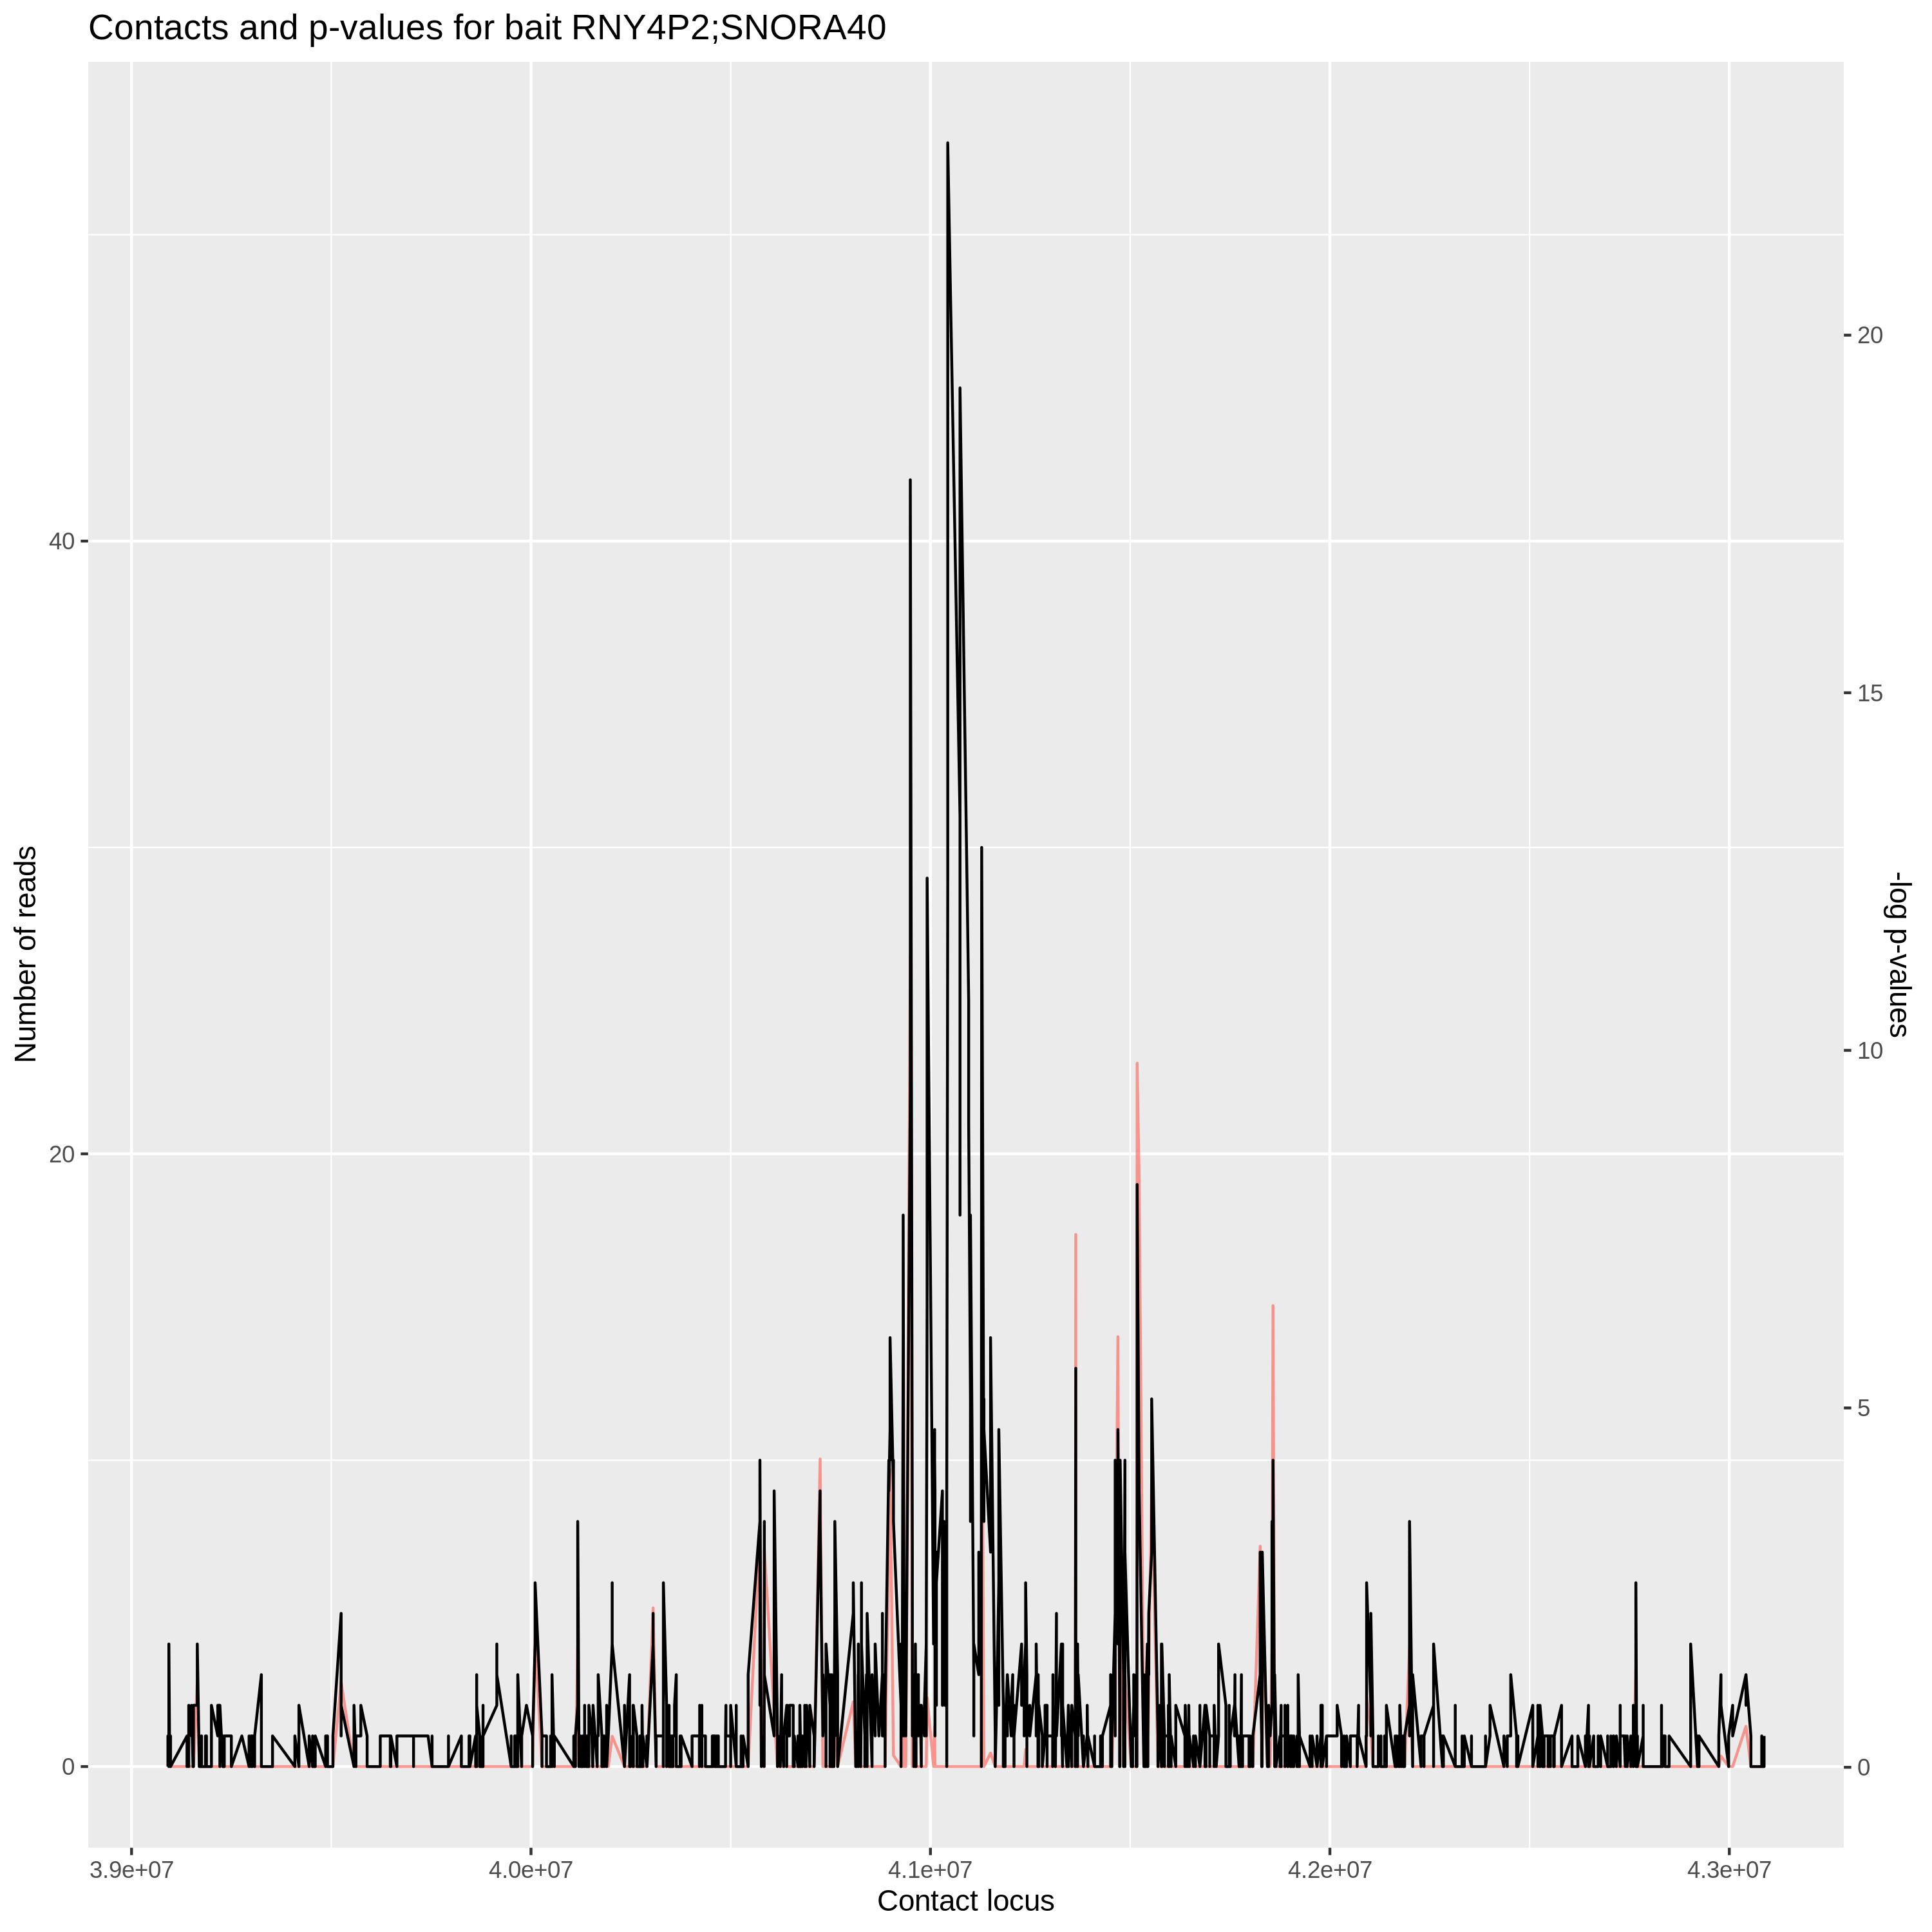 Contacts and p-values for bait RNY4P2;SNORA40
Number of reads
40
20
0
20
15
10
5
0
-log p-values
3.9e+07
4.0e+07
4.1e+07
4.2e+07
4.3e+07
Contact locus